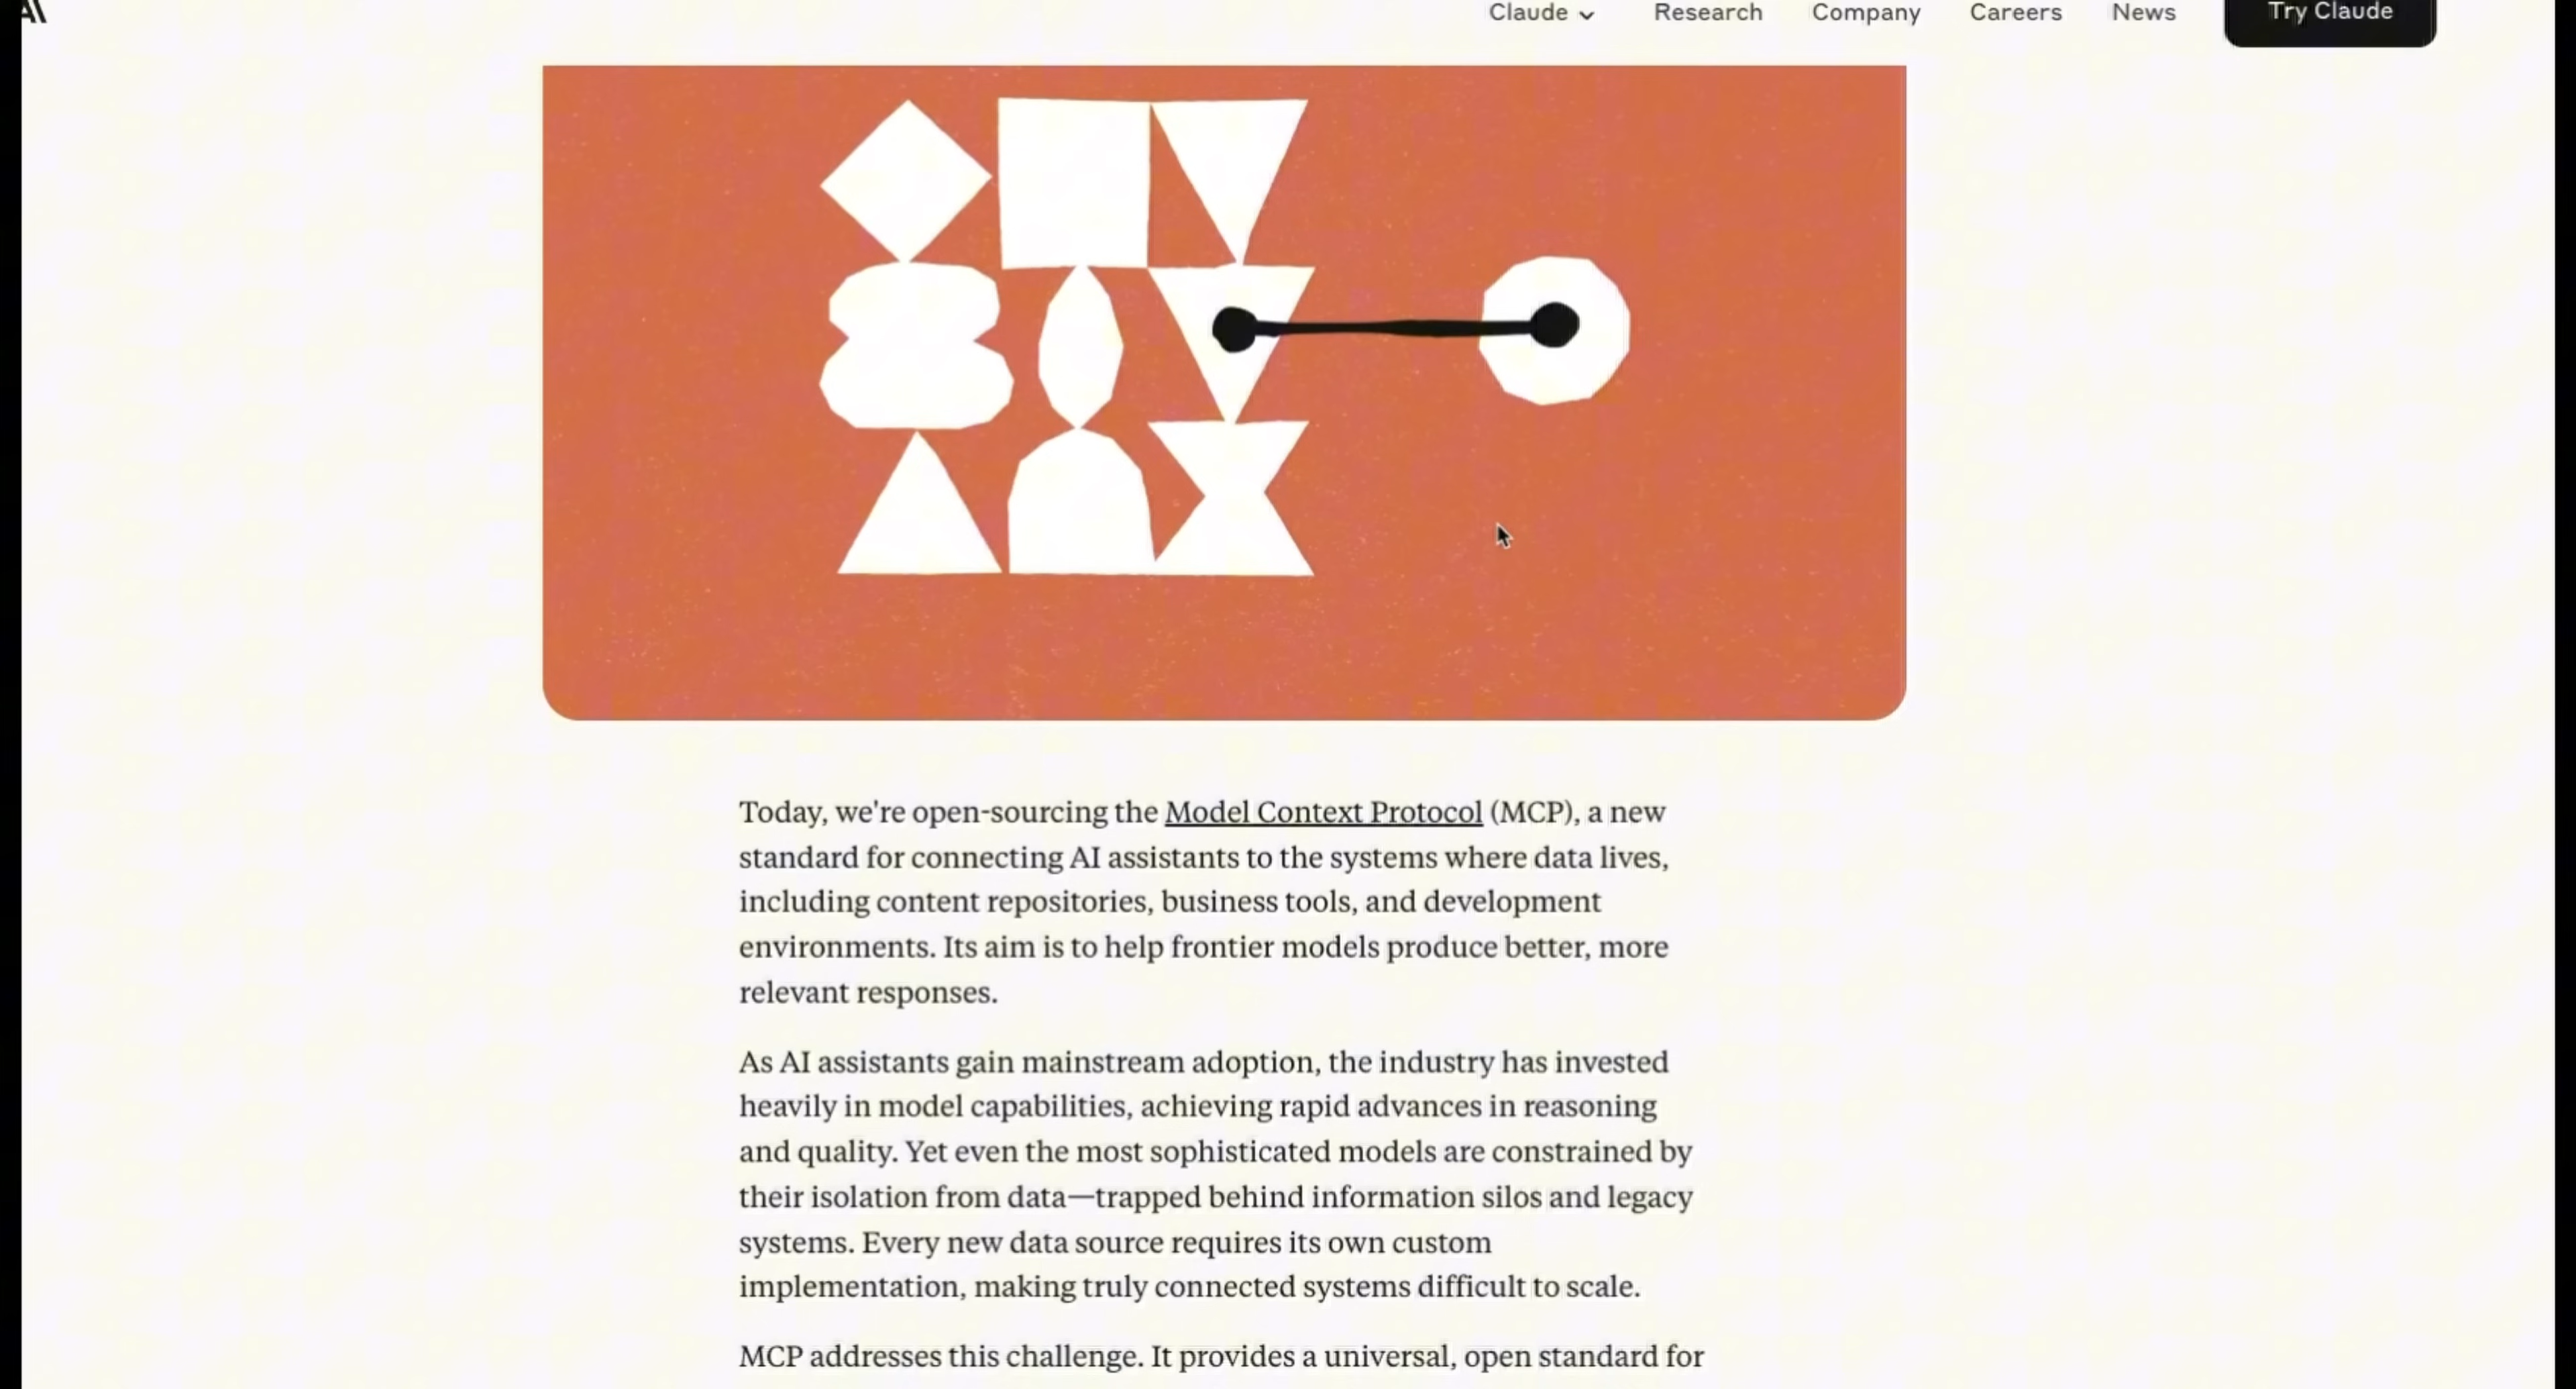 Claude Research Company Careers News Try Claude
Today, we're open-sourcing the Model Context Protocol (MCP), a new
standard for connecting AI assistants to the systems where data lives,
including content repositories, business tools, and development
environments. Its aim is to help frontier models produce better, more
relevant responses.
As AI assistants gain mainstream adoption, the industry has invested
heavily in model capabilities, achieving rapid advances in reasoning
and quality. Yet even the most sophisticated models are constrained by
their isolation from data—trapped behind information silos and legacy
systems. Every new data source requires its own custom
implementation, making truly connected systems difficult to scale.
MCP addresses this challenge. It provides a universal, open standard for